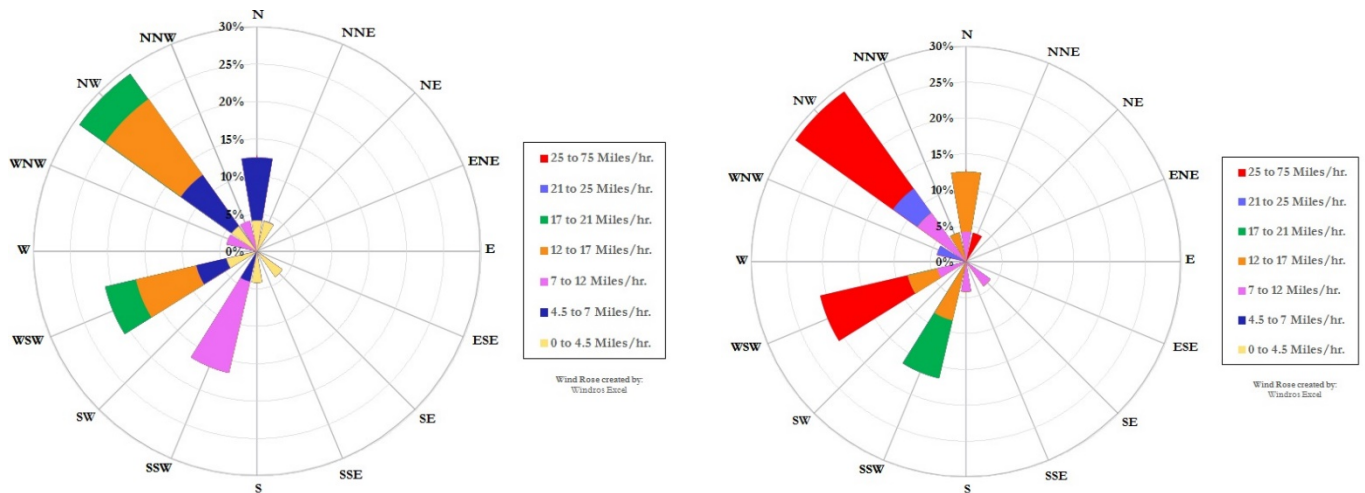 N
30%
NNW
NNE
25%
NW
NE
20%
15%
WNW
ENE
10%
5%
W
0%
E
WSW
ESE
SW
SE
SSW
SSE
S
25 to 75 Miles/hr.
21 to 25 Miles/hr.
17 to 21 Miles/hr.
12 to 17 Miles/hr.
7 to 12 Miles/hr.
4.5 to 7 Miles/hr.
0 to 4.5 Miles/hr.
Wind Rose created by:
Windros Excel
N
30%
NNW
NNE
25%
NW
NE
20%
15%
WNW
ENE
10%
5%
W
0%
E
WSW
ESE
SW
SE
SSW
SSE
S
25 to 75 Miles/hr.
21 to 25 Miles/hr.
17 to 21 Miles/hr.
12 to 17 Miles/hr.
7 to 12 Miles/hr.
4.5 to 7 Miles/hr.
0 to 4.5 Miles/hr.
Wind Rose created by:
Windros Excel